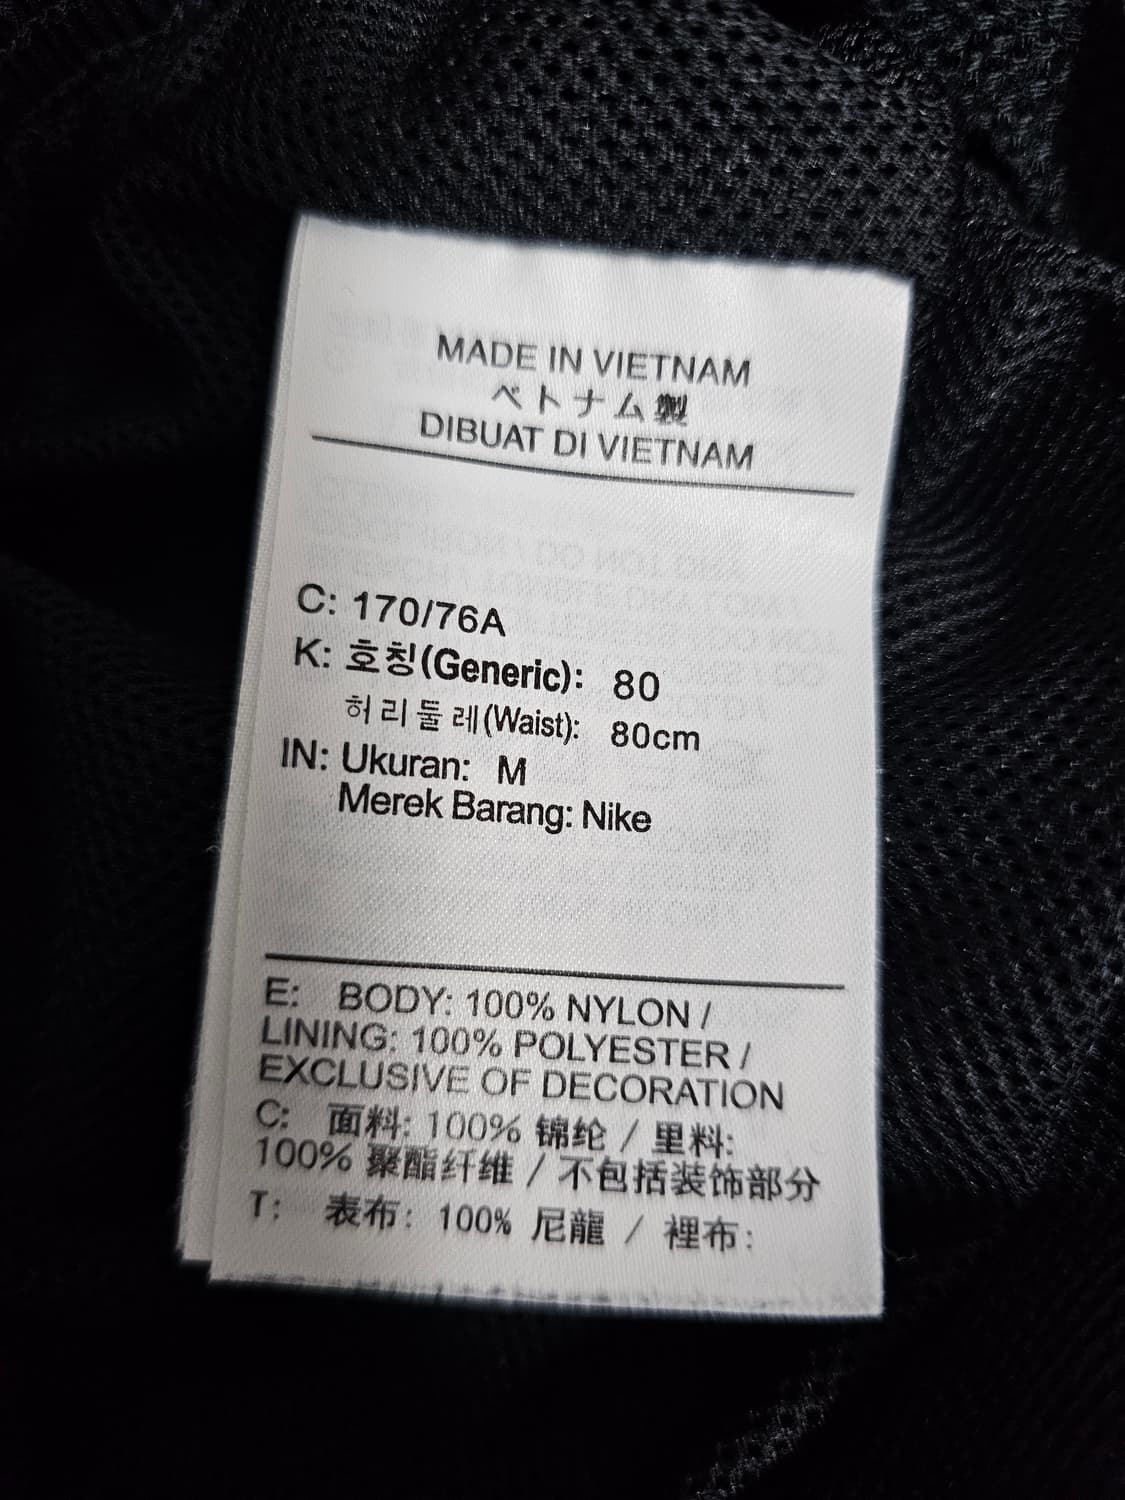 MADE IN VIETNAM
ベトナム製
DIBUAT DI VIETNAM
C: 170/76A
K: 호칭(Generic): 80
허리둘레(Waist): 80cm
IN: Ukuran: M
Merek Barang: Nike
E: BODY: 100% NYLON /
LINING: 100% POLYESTER /
EXCLUSIVE OF DECORATION
C: 面料: 100% 锦纶 / 里料:
100% 聚酯纤维 / 不包括装饰部分
T: 表布: 100% 尼龍 / 裡布: